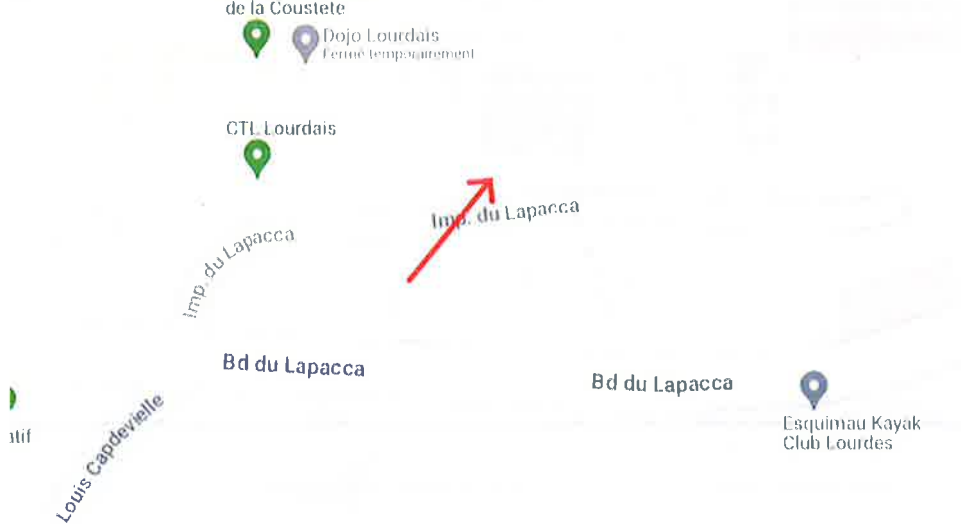 de la Coustete
Dojo Lourdais
Fermé temporairement
CTL Lourdais
Imp. du Lapacca
Imp. du Lapacca
Bd du Lapacca
Bd du Lapacca
Esquimau Kayak
Club Lourdes
atif
Louis Capdevielle